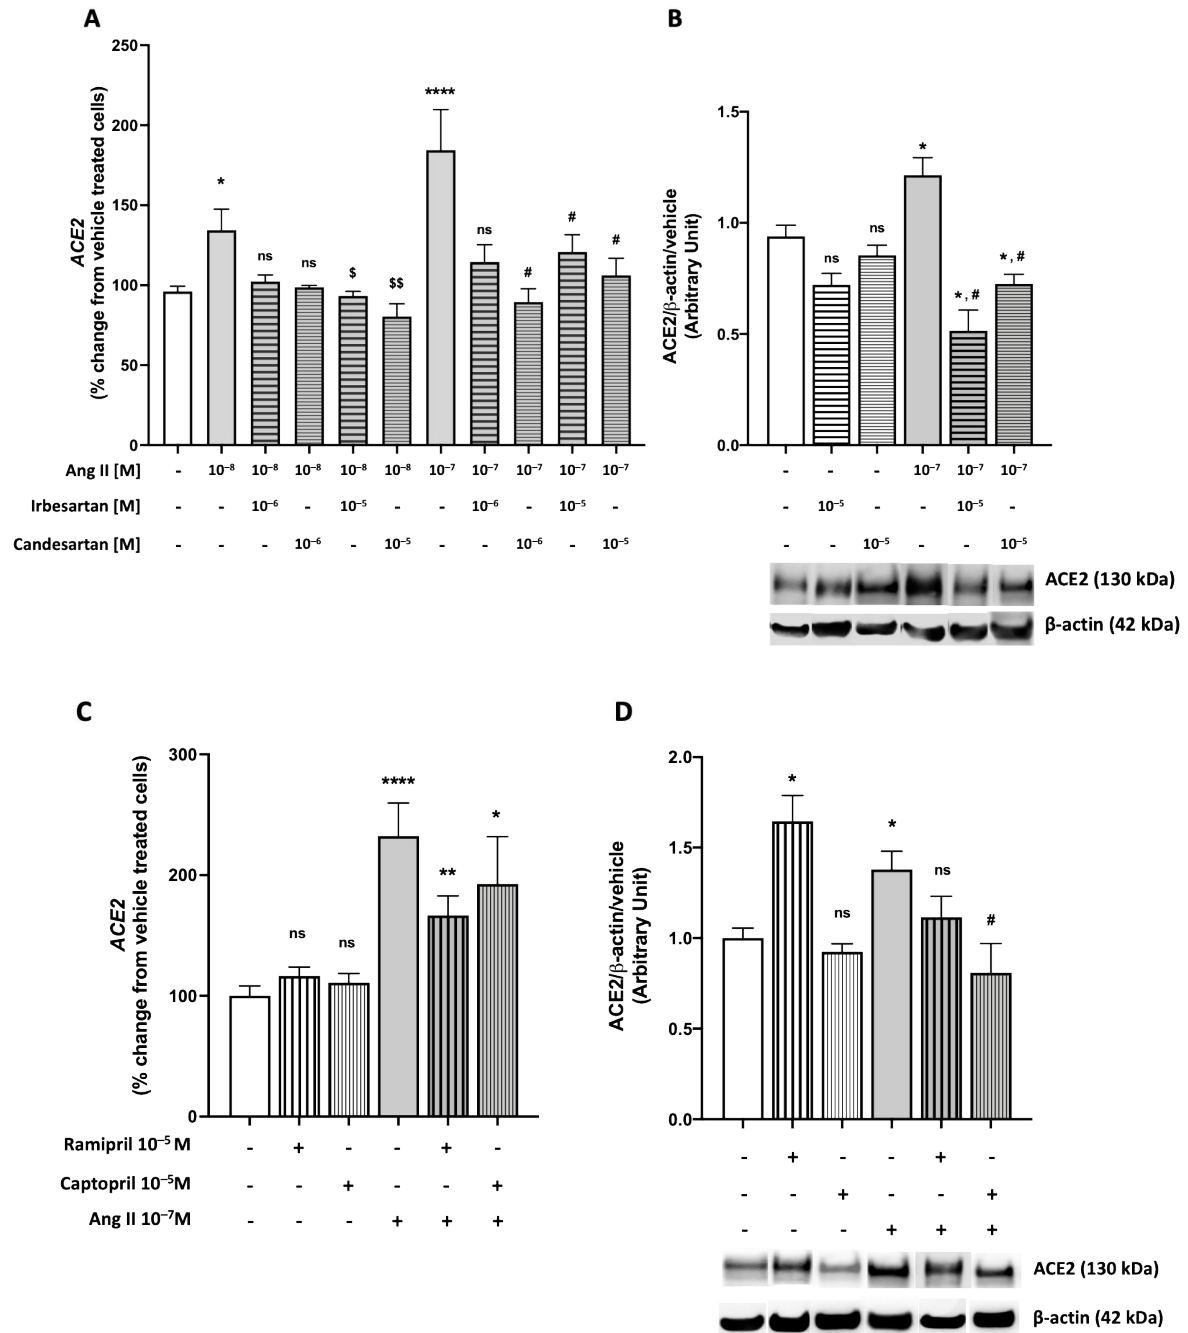 A
ACE2
(% change from vehicle treated cells)
250
200
150
100
50
0
*
ns
ns
$
$$
****
ns
#
#
#
Ang II [M] - 10⁻⁸ 10⁻⁸ 10⁻⁸ 10⁻⁸ 10⁻⁸ 10⁻⁷ 10⁻⁷ 10⁻⁷ 10⁻⁷ 10⁻⁷
Irbesartan [M] - - 10⁻⁶ - 10⁻⁵ - - 10⁻⁶ - 10⁻⁵ -
Candesartan [M] - - - 10⁻⁶ - 10⁻⁵ - - 10⁻⁶ - 10⁻⁵
B
ACE2/β-actin/vehicle
(Arbitrary Unit)
1.5
1.0
0.5
0.0
ns
ns
*
*, #
*, #
- - - 10⁻⁷ 10⁻⁷ 10⁻⁷
- 10⁻⁵ - - 10⁻⁵ -
- - 10⁻⁵ - - 10⁻⁵
ACE2 (130 kDa)
β-actin (42 kDa)
C
ACE2
(% change from vehicle treated cells)
300
200
100
0
ns
ns
****
**
*
Ramipril 10⁻⁵ M - + - - + -
Captopril 10⁻⁵M - - + - - +
Ang II 10⁻⁷M - - - + + +
D
ACE2/β-actin/vehicle
(Arbitrary Unit)
2.0
1.5
1.0
0.5
0.0
*
ns
*
ns
#
- + - - + -
- - + - - +
- - - + + +
ACE2 (130 kDa)
β-actin (42 kDa)